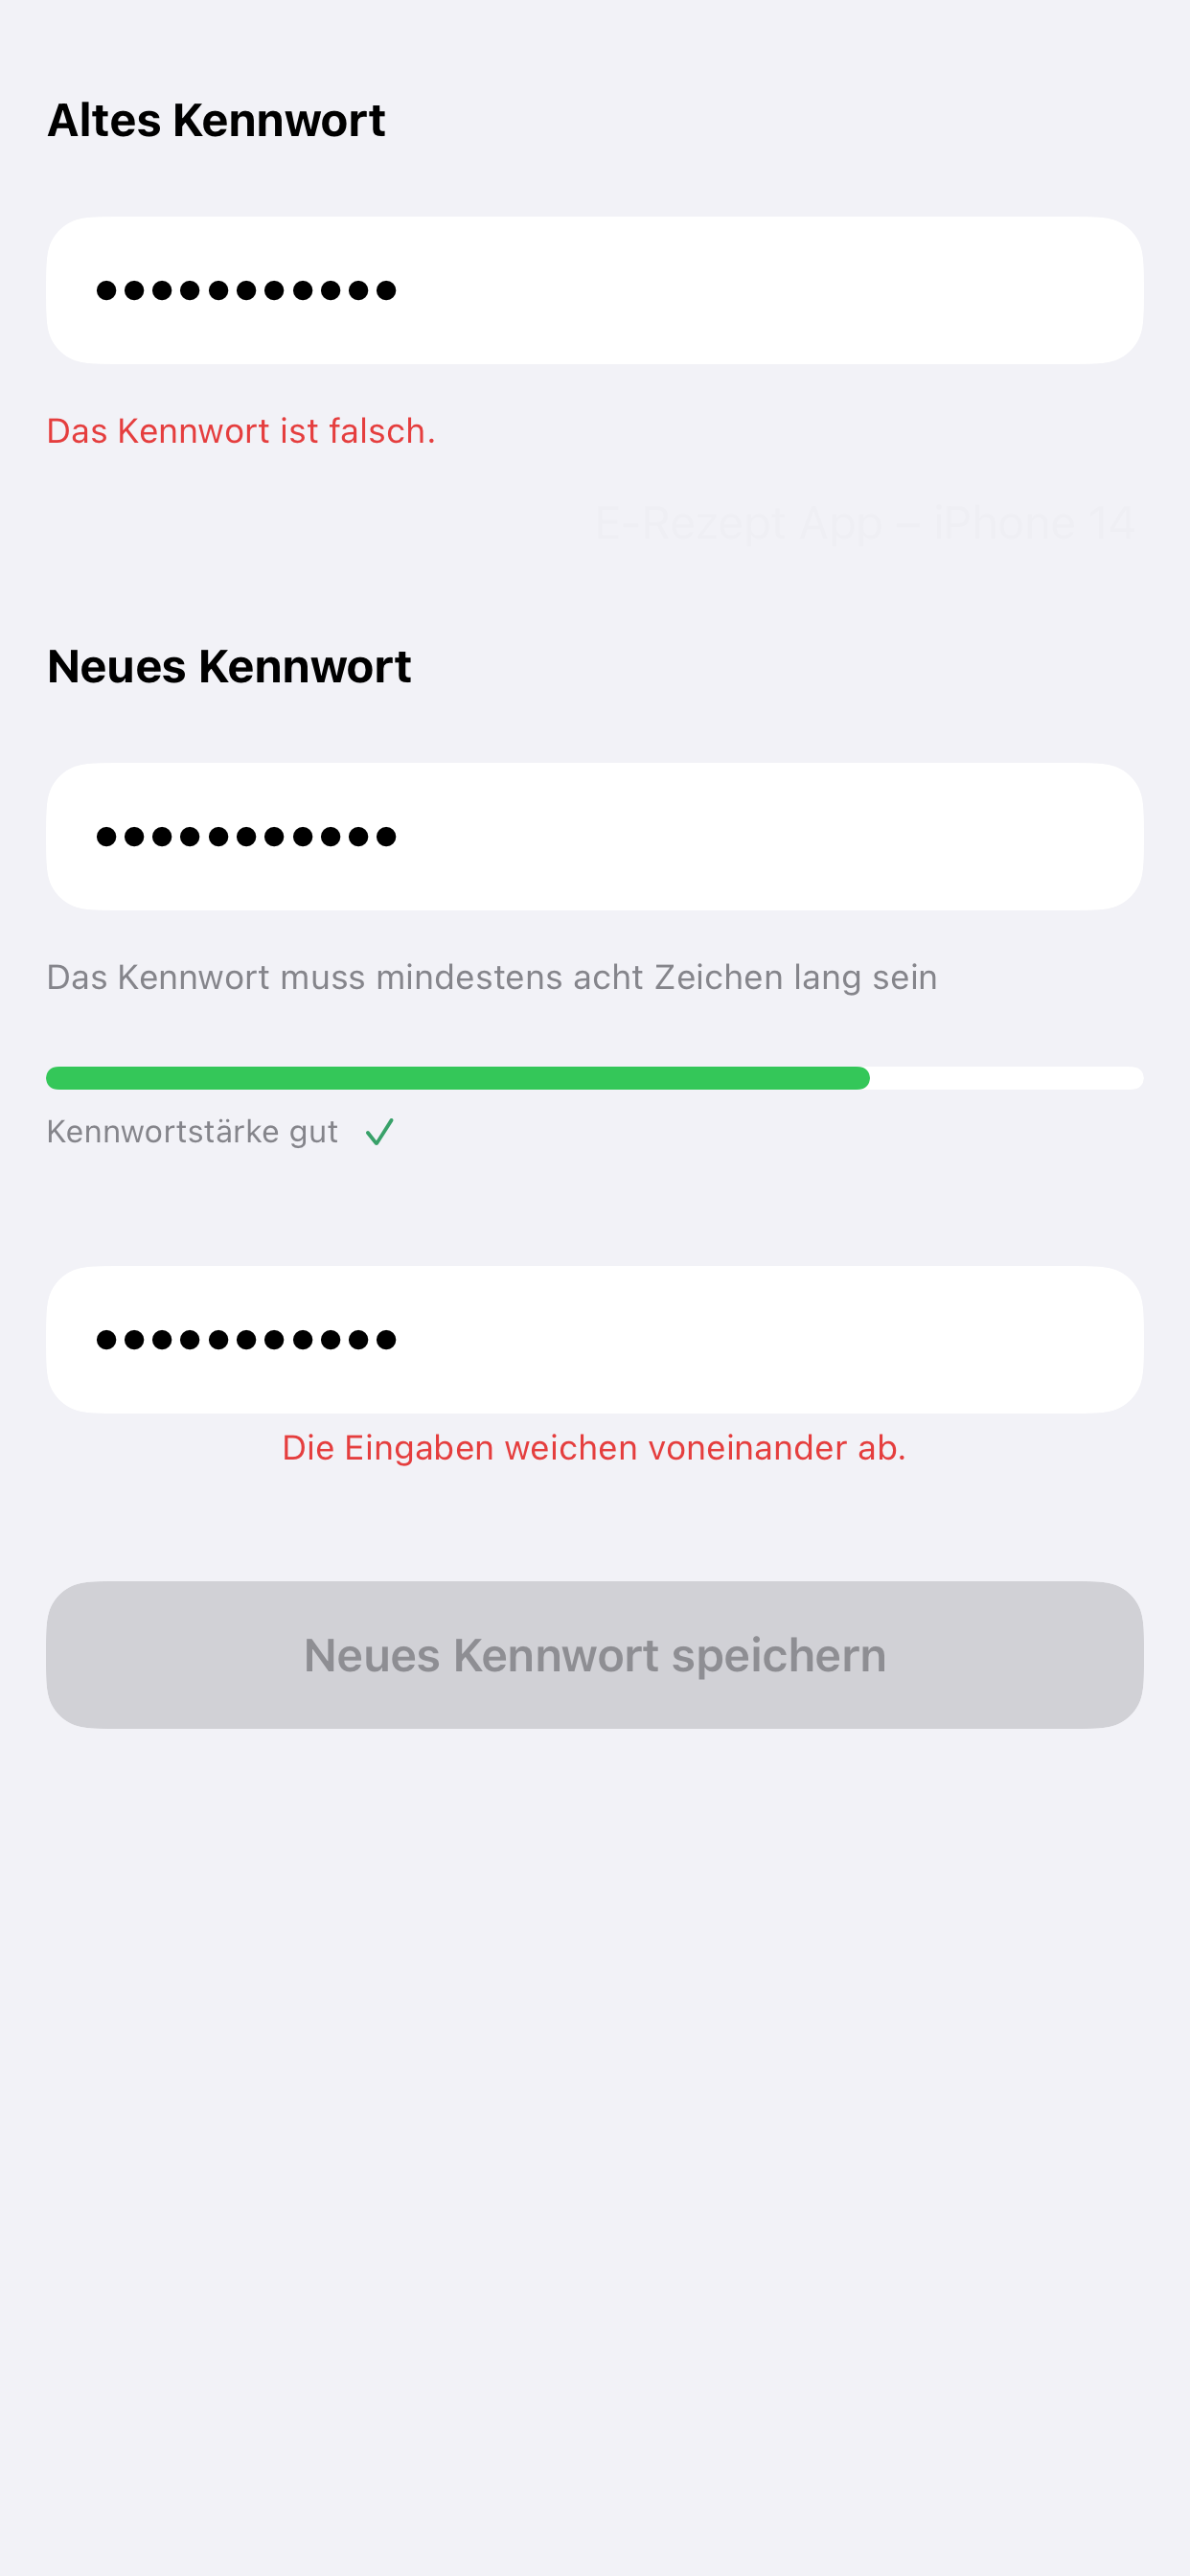 Altes Kennwort
•••••••••••
Das Kennwort ist falsch.
E-Rezept App – iPhone 14
Neues Kennwort
•••••••••••
Das Kennwort muss mindestens acht Zeichen lang sein
Kennwortstärke gut ✓
•••••••••••
Die Eingaben weichen voneinander ab.
Neues Kennwort speichern